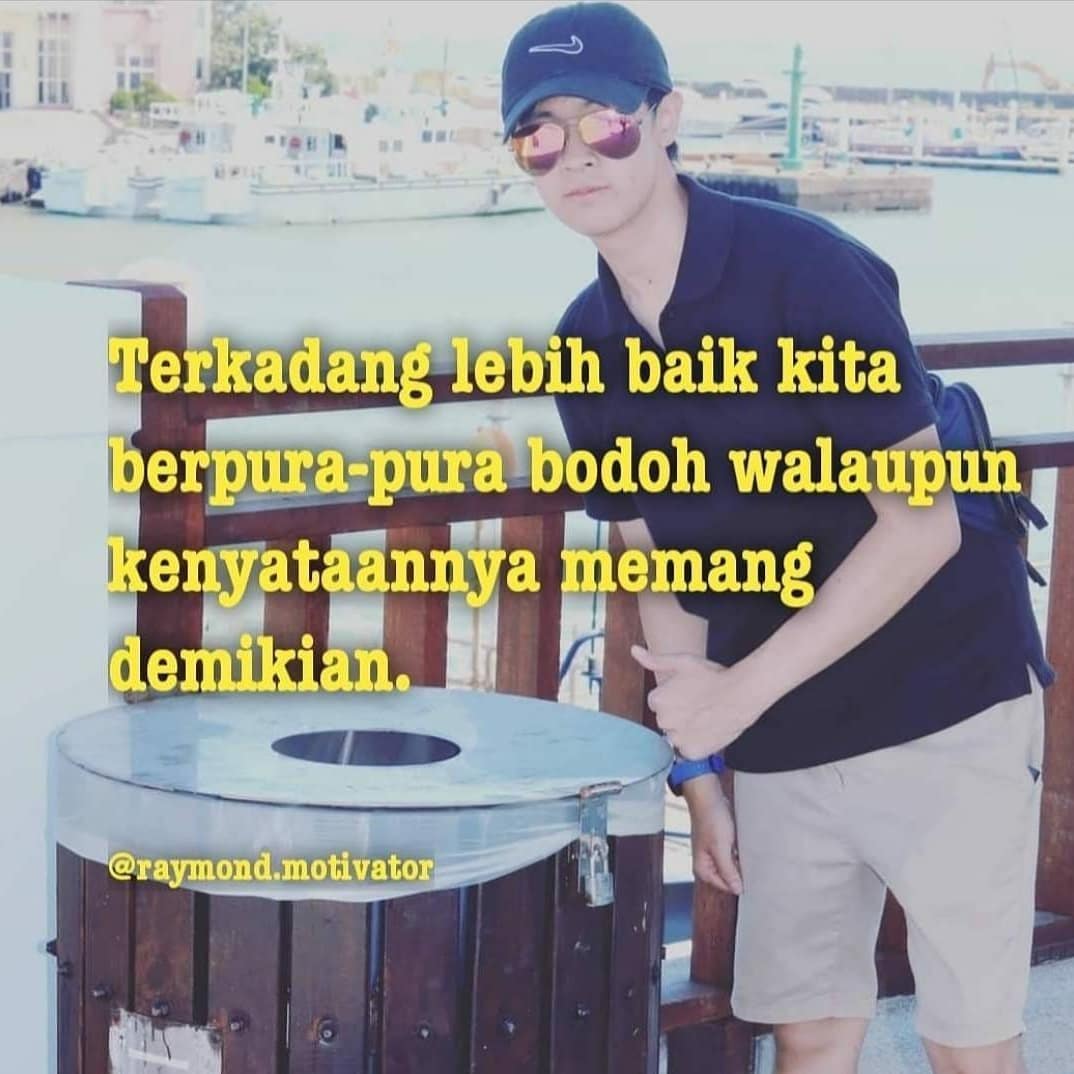 Terkadang lebih baik kita
berpura-pura bodoh walaupun
kenyataannya memang
demikian.
@raymond.motivator